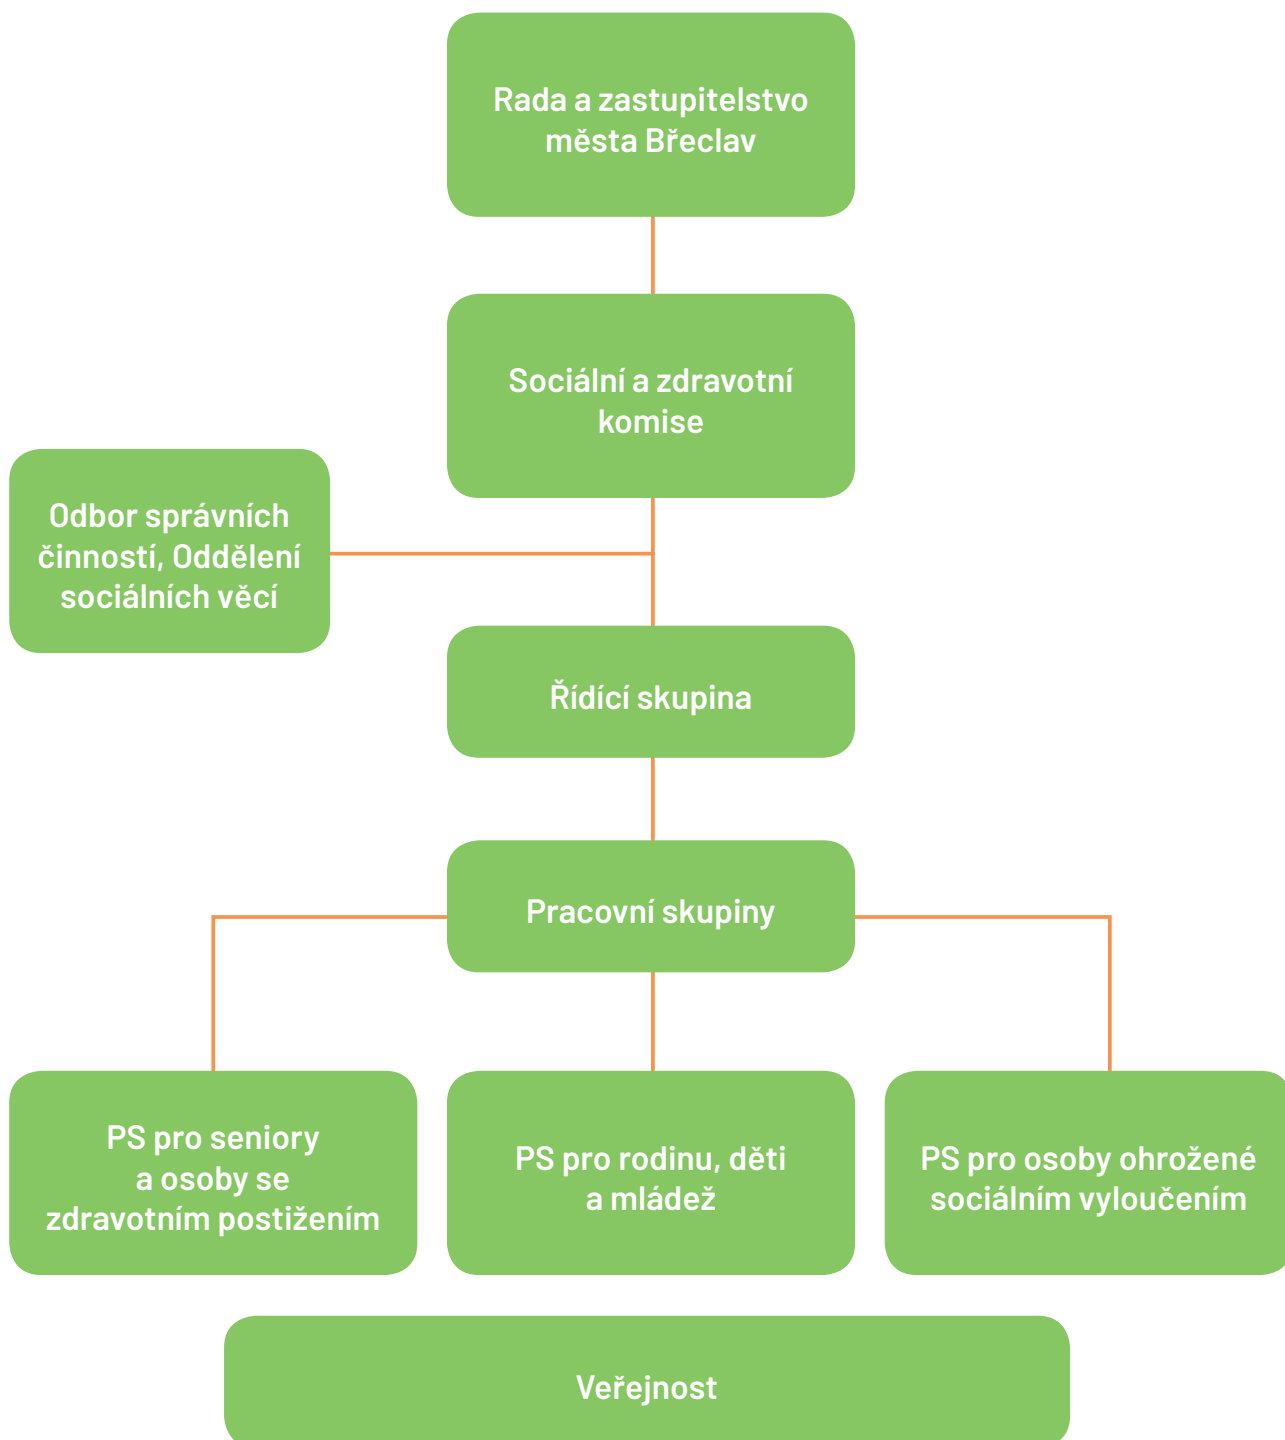 Rada a zastupitelstvo
města Břeclav
Sociální a zdravotní
komise
Odbor správních
činností, Oddělení
sociálních věcí
Řídící skupina
Pracovní skupiny
PS pro seniory
a osoby se
zdravotním postižením
PS pro rodinu, děti
a mládež
PS pro osoby ohrožené
sociálním vyloučením
Veřejnost